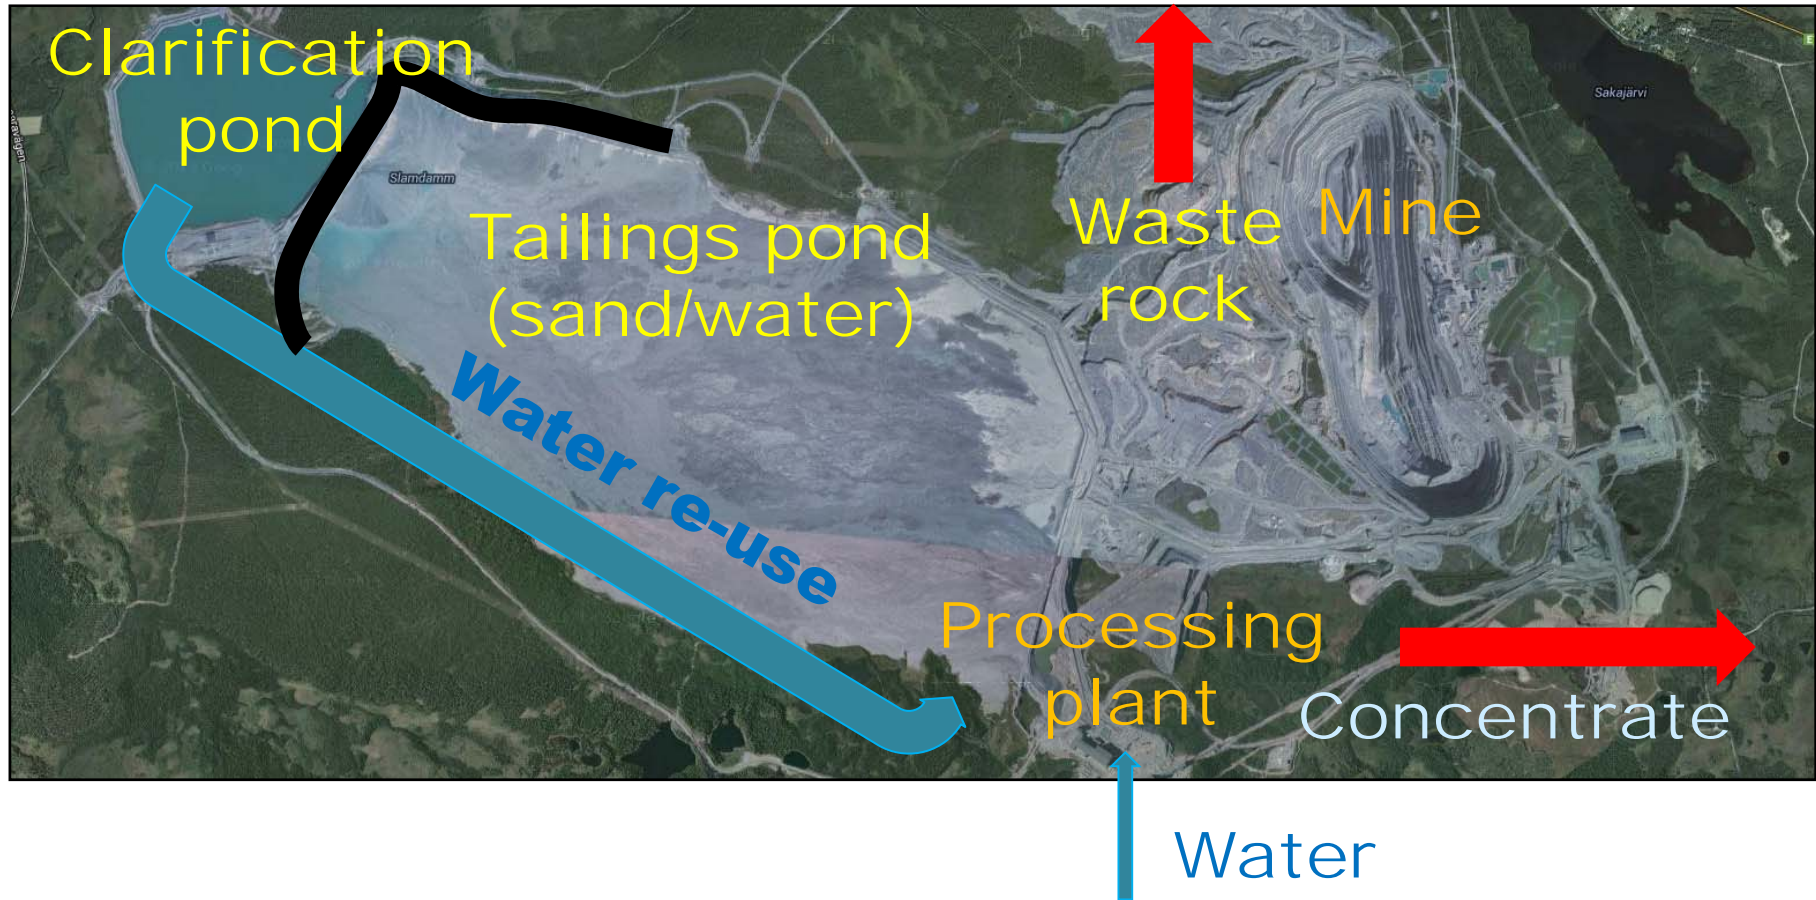 Clarification
pond
Slamdamm
Tailings pond
(sand/water)
Water re-use
Waste
rock
Mine
Sakajärvi
E
Processing
plant
Concentrate
Water